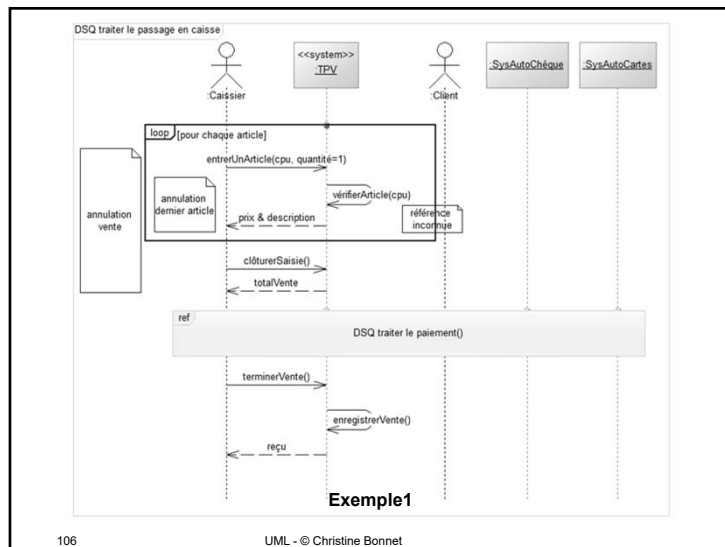 DSQ traiter le passage en caisse
<<system>>
:TPV
:SysAutoChèque
:SysAutoCartes
:Caissier
:Client
loop
[pour chaque article]
entrerUnArticle(cpu, quantité=1)
vérifierArticle(cpu)
annulation
dernier article
annulation
vente
prix & description
référence
inconnue
clôturerSaisie()
totalVente
ref
DSQ traiter le paiement()
terminerVente()
enregistrerVente()
reçu
Exemple1
106
UML - © Christine Bonnet